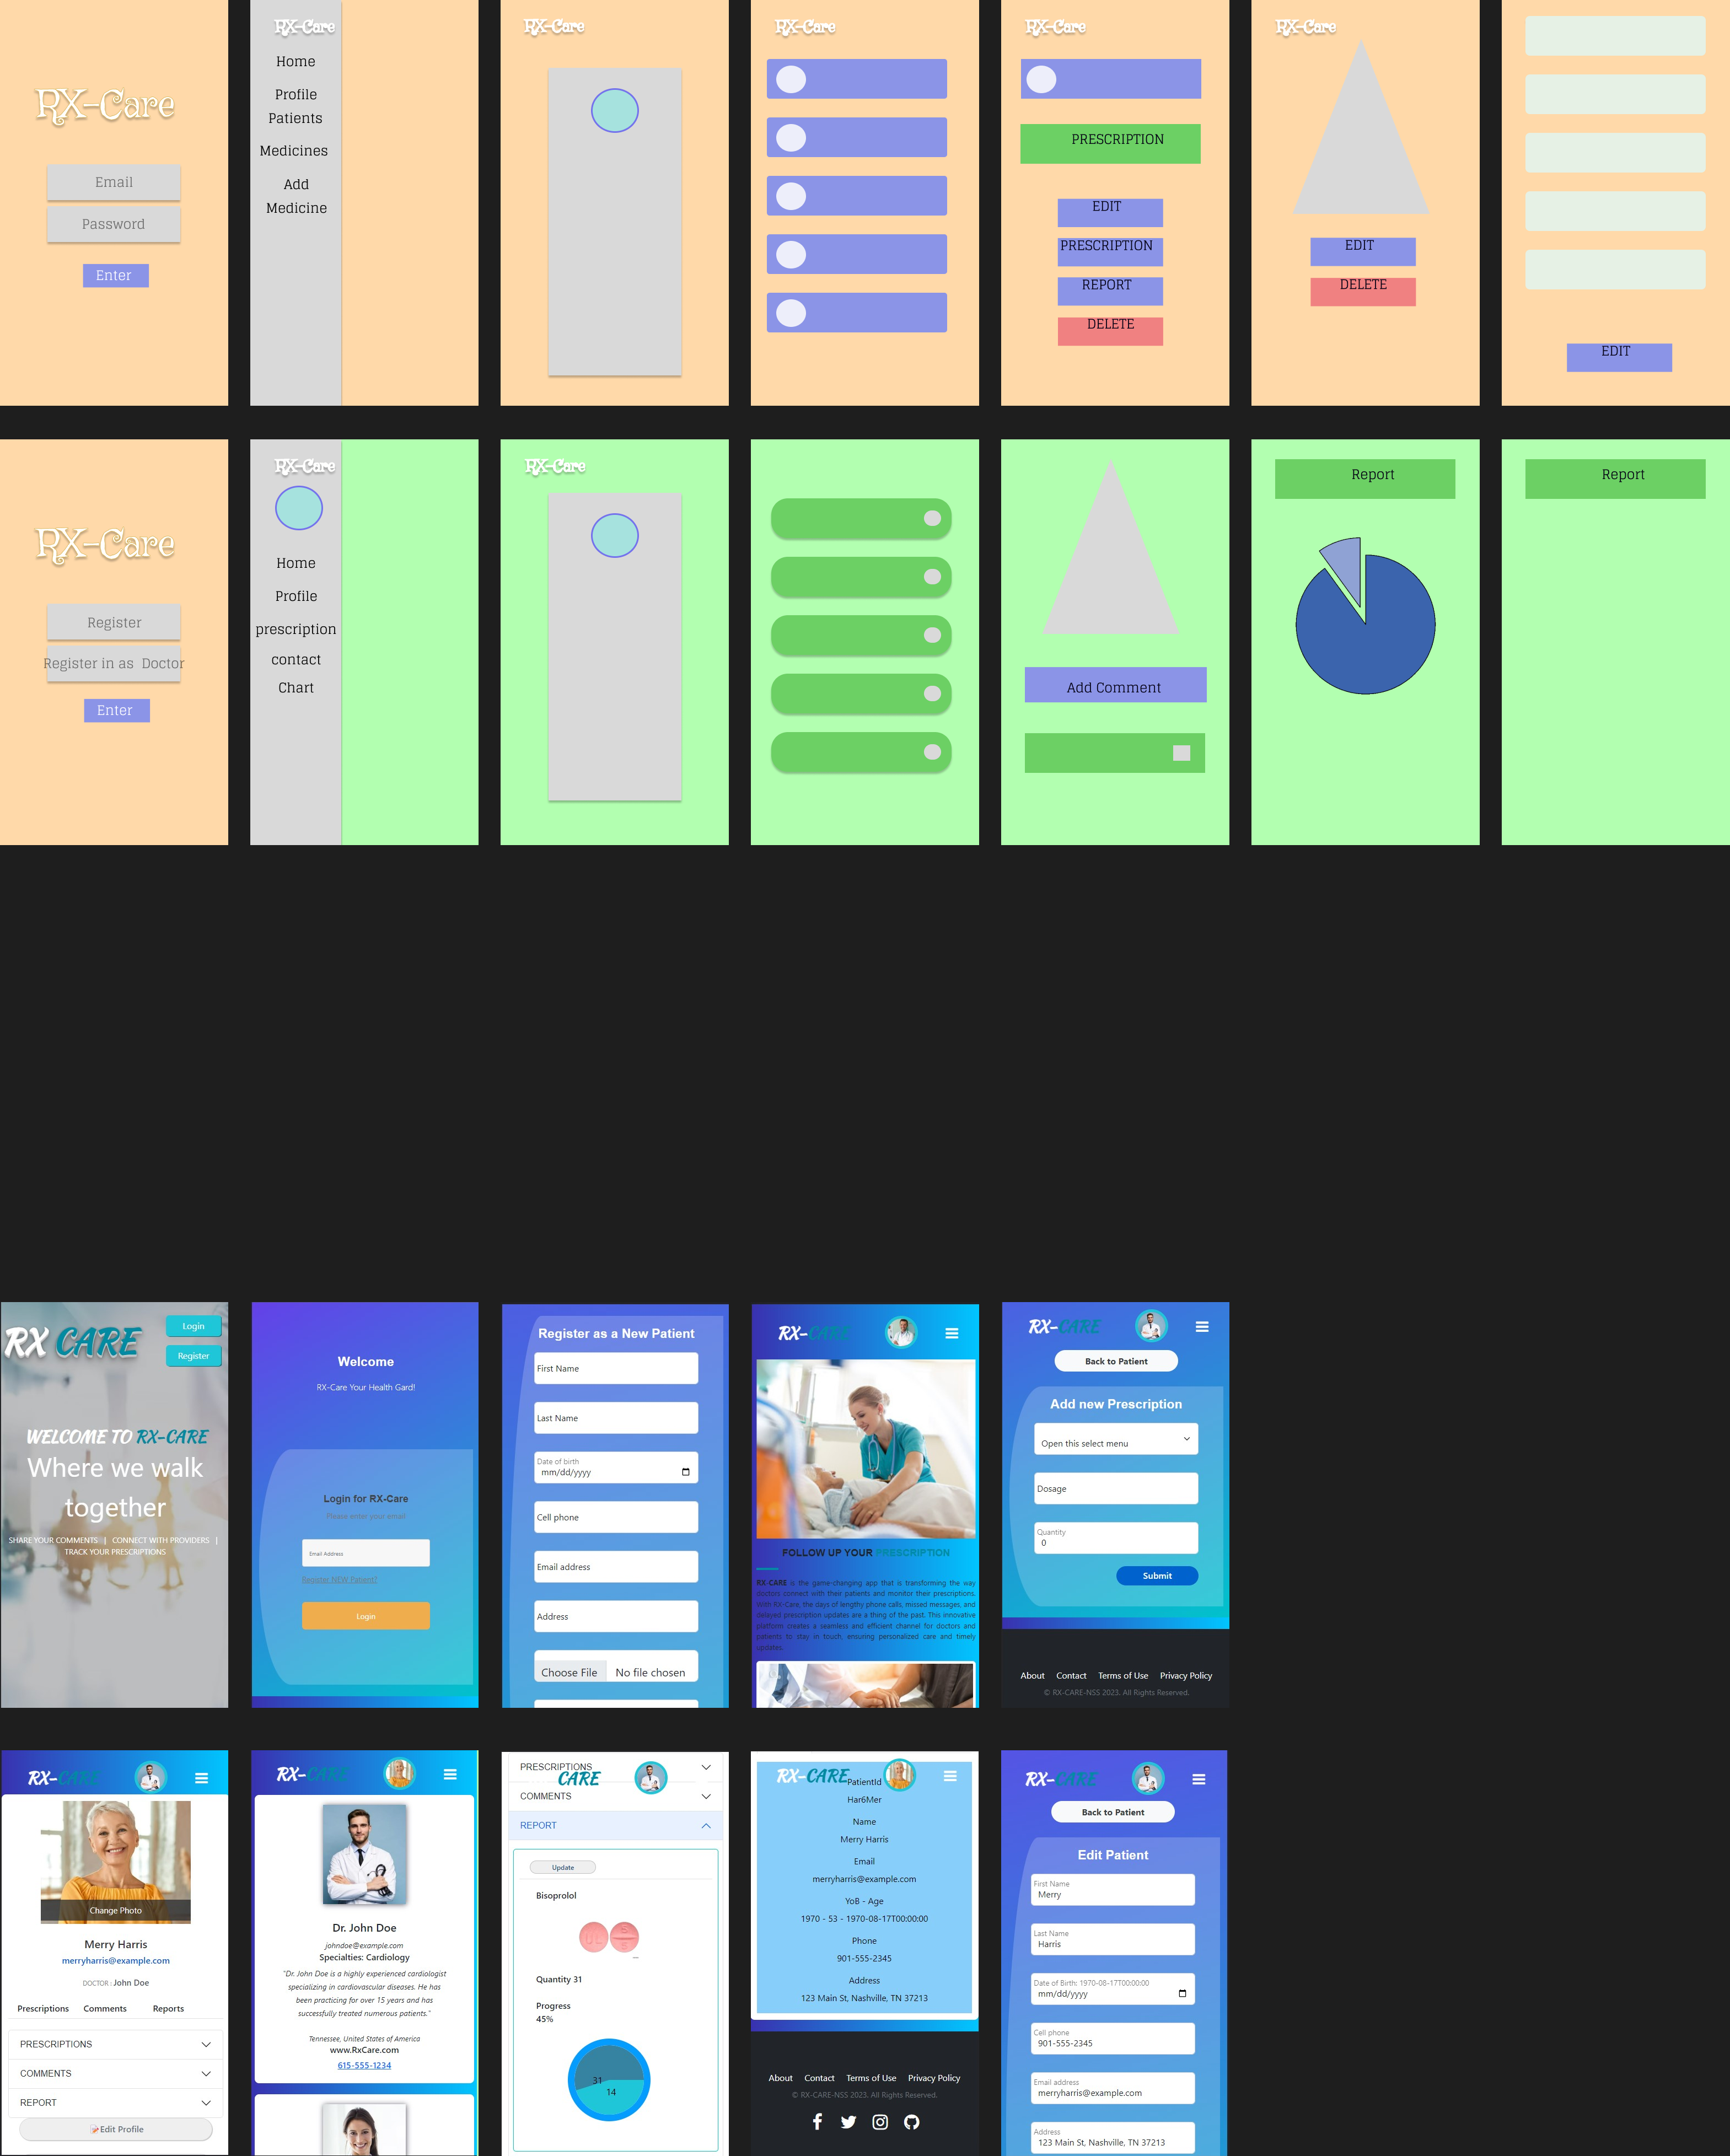 RX-Care
Email
Password
Enter
RX-Care
Home
Profile
Patients
Medicines
Add
Medicine
RX-Care
RX-Care
RX-Care
PRESCRIPTION
EDIT
PRESCRIPTION
REPORT
DELETE
RX-Care
EDIT
DELETE
EDIT
RX-Care
Register
Register in as Doctor
Enter
RX-Care
Home
Profile
prescription
contact
Chart
RX-Care
Add Comment
Report
Report
RX CARE
Login
Register
WELCOME TO RX-CARE
Where we walk
together
SHARE YOUR COMMENTS | CONNECT WITH PROVIDERS |
TRACK YOUR PRESCRIPTIONS
Welcome
RX-Care Your Health Gard!
Login for RX-Care
Please enter your email
Email Address
Register NEW Patient?
Login
Register as a New Patient
First Name
Last Name
Date of birth
mm/dd/yyyy
Cell phone
Email address
Address
Choose File No file chosen
RX-CARE
FOLLOW UP YOUR PRESCRIPTION
RX-CARE is the game-changing app that is transforming the way
doctors connect with their patients and monitor their prescriptions.
With RX-Care, the days of lengthy phone calls, missed messages, and
delayed prescription updates are a thing of the past. This innovative
platform creates a seamless and efficient channel for doctors and
patients to stay in touch, ensuring personalized care and timely
updates.
RX-CARE
Back to Patient
Add new Prescription
Open this select menu
Dosage
Quantity
0
Submit
About Contact Terms of Use Privacy Policy
© RX-CARE-NSS 2023. All Rights Reserved.
RX-CARE
Change Photo
Merry Harris
merryharris@example.com
DOCTOR : John Doe
Prescriptions Comments Reports
PRESCRIPTIONS
COMMENTS
REPORT
Edit Profile
RX-CARE
Dr. John Doe
johndoe@example.com
Specialties: Cardiology
"Dr. John Doe is a highly experienced cardiologist
specializing in cardiovascular diseases. He has
been practicing for over 15 years and has
successfully treated numerous patients."
Tennessee, United States of America
www.RxCare.com
615-555-1234
PRESCRIPTIONS
CARE
COMMENTS
REPORT
Update
Bisoprolol
Quantity 31
Progress
45%
31
14
RX-CARE
PatientId
Har6Mer
Name
Merry Harris
Email
merryharris@example.com
YoB - Age
1970 - 53 - 1970-08-17T00:00:00
Phone
901-555-2345
Address
123 Main St, Nashville, TN 37213
About Contact Terms of Use Privacy Policy
© RX-CARE-NSS 2023. All Rights Reserved.
RX-CARE
Back to Patient
Edit Patient
First Name
Merry
Last Name
Harris
Date of Birth: 1970-08-17T00:00:00
mm/dd/yyyy
Cell phone
901-555-2345
Email address
merryharris@example.com
Address
123 Main St, Nashville, TN 37213